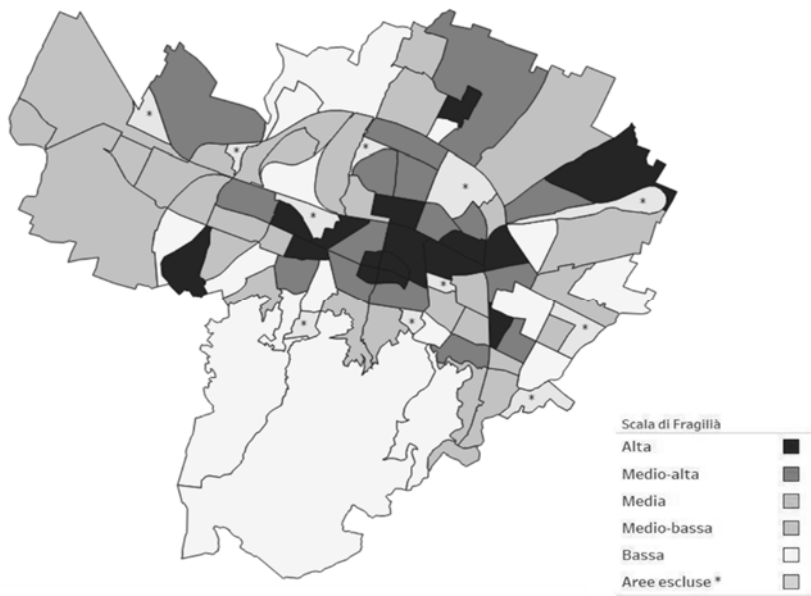 *
*
*
*
*
*
*
*
*
*
*
Scala di Fragilià
Alta
Medio-alta
Media
Medio-bassa
Bassa
Aree escluse *